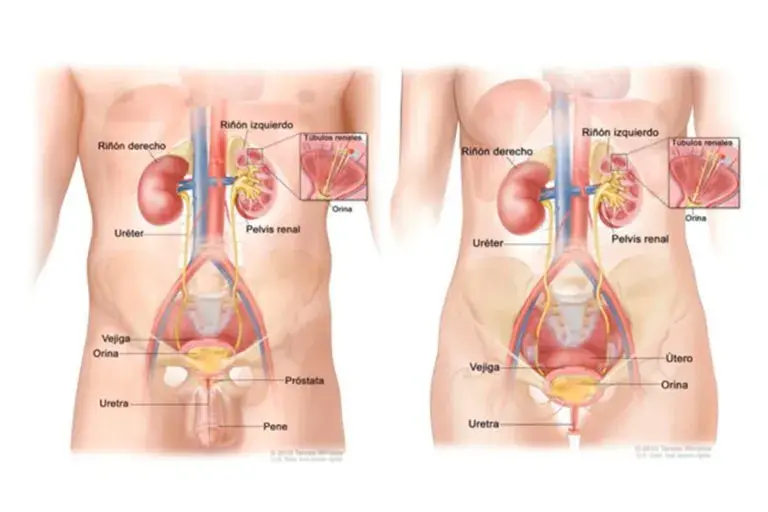 Riñón izquierdo
Túbulos renales
Riñón derecho
Orina
Uréter
Pelvis renal
Vejiga
Orina
Próstata
Uretra
Pene
Riñón izquierdo
Túbulos renales
Riñón derecho
Orina
Uréter
Pelvis renal
Útero
Vejiga
Orina
Uretra